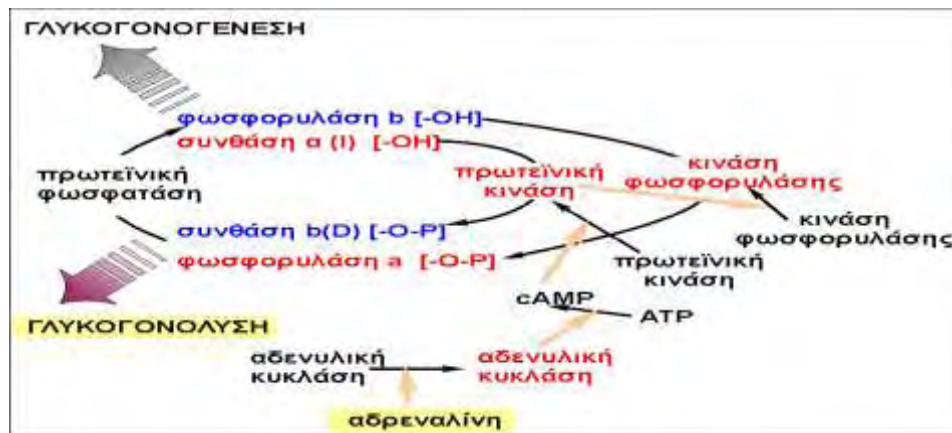 ΓΛΥΚΟΓΟΝΟΓΕΝΕΣΗ
φωσφορυλάση b [-OH]
συνθάση a (I) [-OH]
πρωτεϊνική
φωσφατάση
πρωτεϊνική
κινάση
κινάση
φωσφορυλάσης
κινάση
φωσφορυλάσης
συνθάση b(D) [-O-P]
φωσφορυλάση a [-O-P]
πρωτεϊνική
κινάση
cAMP
ATP
ΓΛΥΚΟΓΟΝΟΛΥΣΗ
αδενυλική
κυκλάση
αδενυλική
κυκλάση
αδρεναλίνη